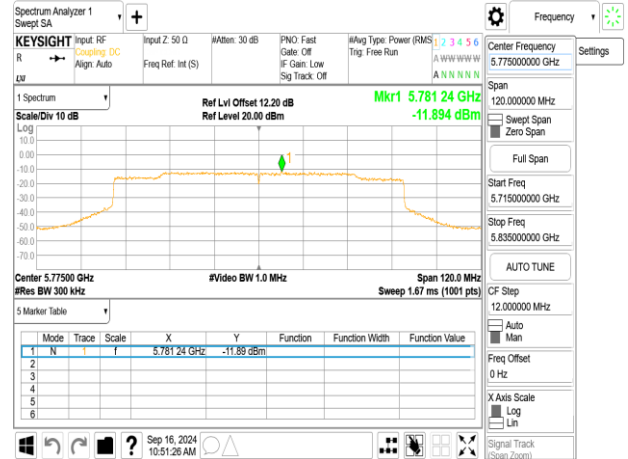 Spectrum Analyzer 1
Swept SA
Frequency
KEYSIGHT
R
LXI
Input: RF
Coupling: DC
Align: Auto
Input Z: 50 Ω
Freq Ref: Int (S)
#Atten: 30 dB
PNO: Fast
Gate: Off
IF Gain: Low
Sig Track: Off
#Avg Type: Power (RMS
Trig: Free Run
1 2 3 4 5 6
A W W W W W
A N N N N N
Settings
Center Frequency
5.775000000 GHz
Span
120.000000 MHz
Swept Span
Zero Span
Full Span
Start Freq
5.715000000 GHz
Stop Freq
5.835000000 GHz
AUTO TUNE
CF Step
12.000000 MHz
Auto
Man
Freq Offset
0 Hz
X Axis Scale
Log
Lin
Signal Track
(Span Zoom)
1 Spectrum
Scale/Div 10 dB
Ref Lvl Offset 12.20 dB
Ref Level 20.00 dBm
Mkr1 5.781 24 GHz
-11.894 dBm
Log
10.0
0.00
-10.0
-20.0
-30.0
-40.0
-50.0
-60.0
-70.0
1
Center 5.77500 GHz
#Res BW 300 kHz
#Video BW 1.0 MHz
Span 120.0 MHz
Sweep 1.67 ms (1001 pts)
5 Marker Table
Mode Trace Scale X Y Function Function Width Function Value
1 N 1 f 5.781 24 GHz -11.89 dBm
2
3
4
5
6
?
Sep 16, 2024
10:51:26 AM